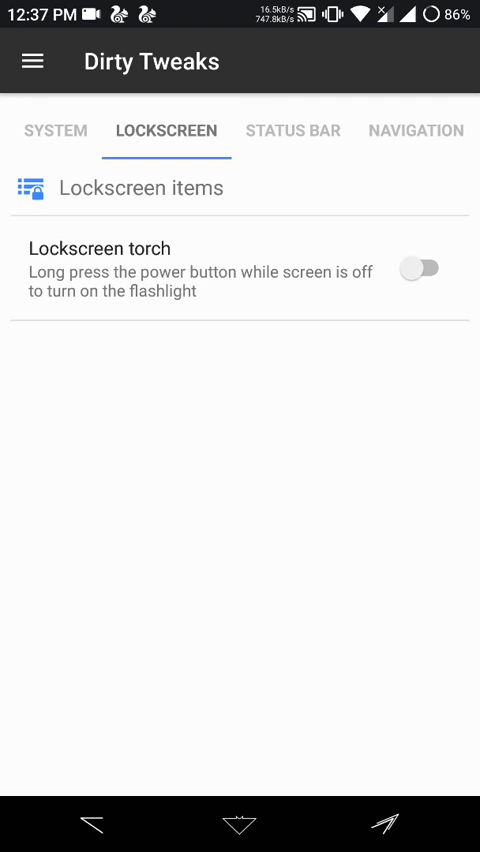 12:37 PM
16.5kB/s
747.8kB/s
86%
Dirty Tweaks
SYSTEM LOCKSCREEN STATUS BAR NAVIGATION
Lockscreen items
Lockscreen torch
Long press the power button while screen is off
to turn on the flashlight